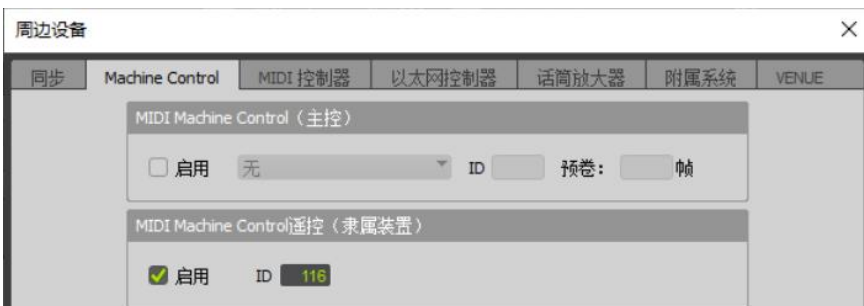 周边设备
同步 Machine Control MIDI 控制器 以太网控制器 话筒放大器 附属系统 VENUE
MIDI Machine Control（主控）
启用 无 ID 预卷： 帧
MIDI Machine Control遥控（隶属装置）
启用 ID 116